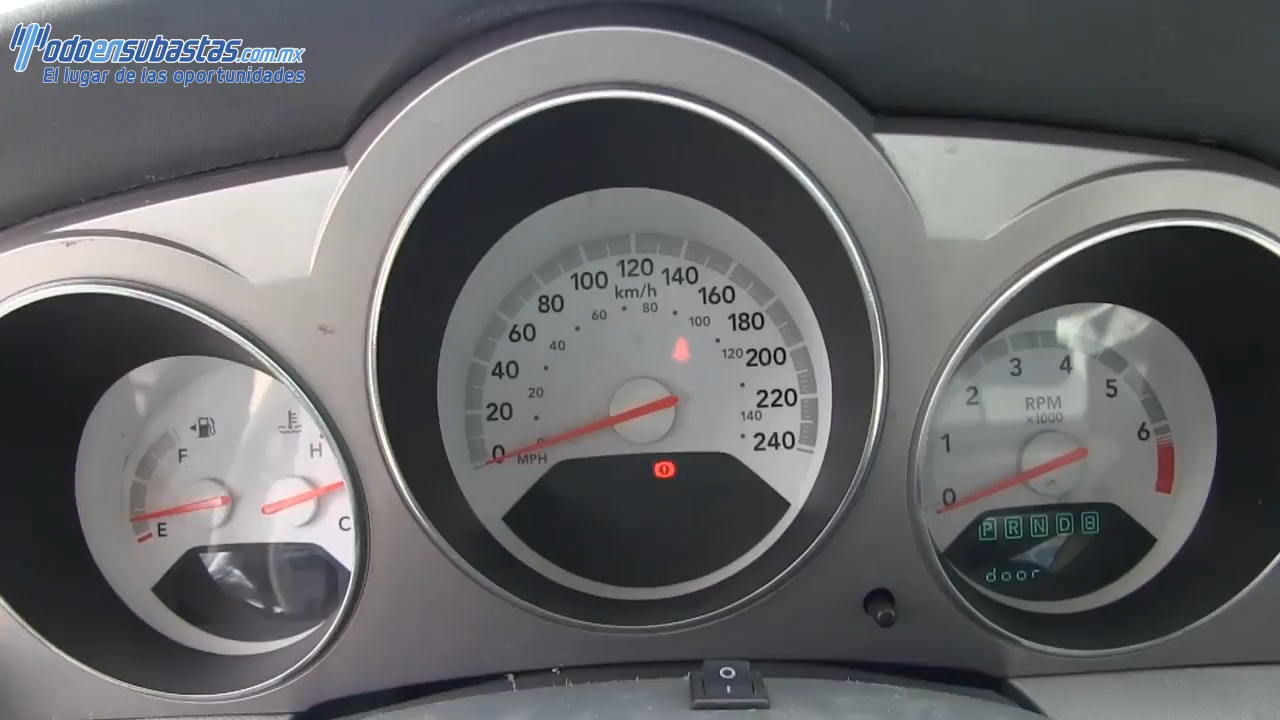 Todoensubastas.com.mx
El lugar de las oportunidades
F
E
H
C
0
20
40
60
80
100
120
140
160
180
200
220
240
km/h
0
20
40
60
80
100
120
140
MPH
0
1
2
3
4
5
6
RPM
x1000
P R N D 8
door
O
I